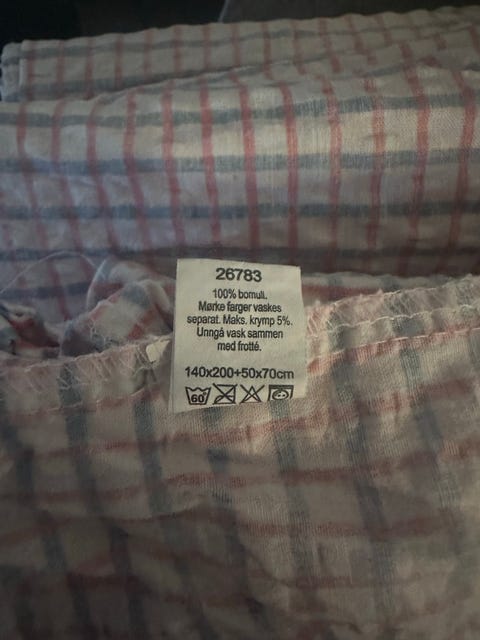 26783
100% bomull.
Mørke farger vaskes
separat. Maks. krymp 5%.
Unngå vask sammen
med frotté.
140x200+50x70cm
60